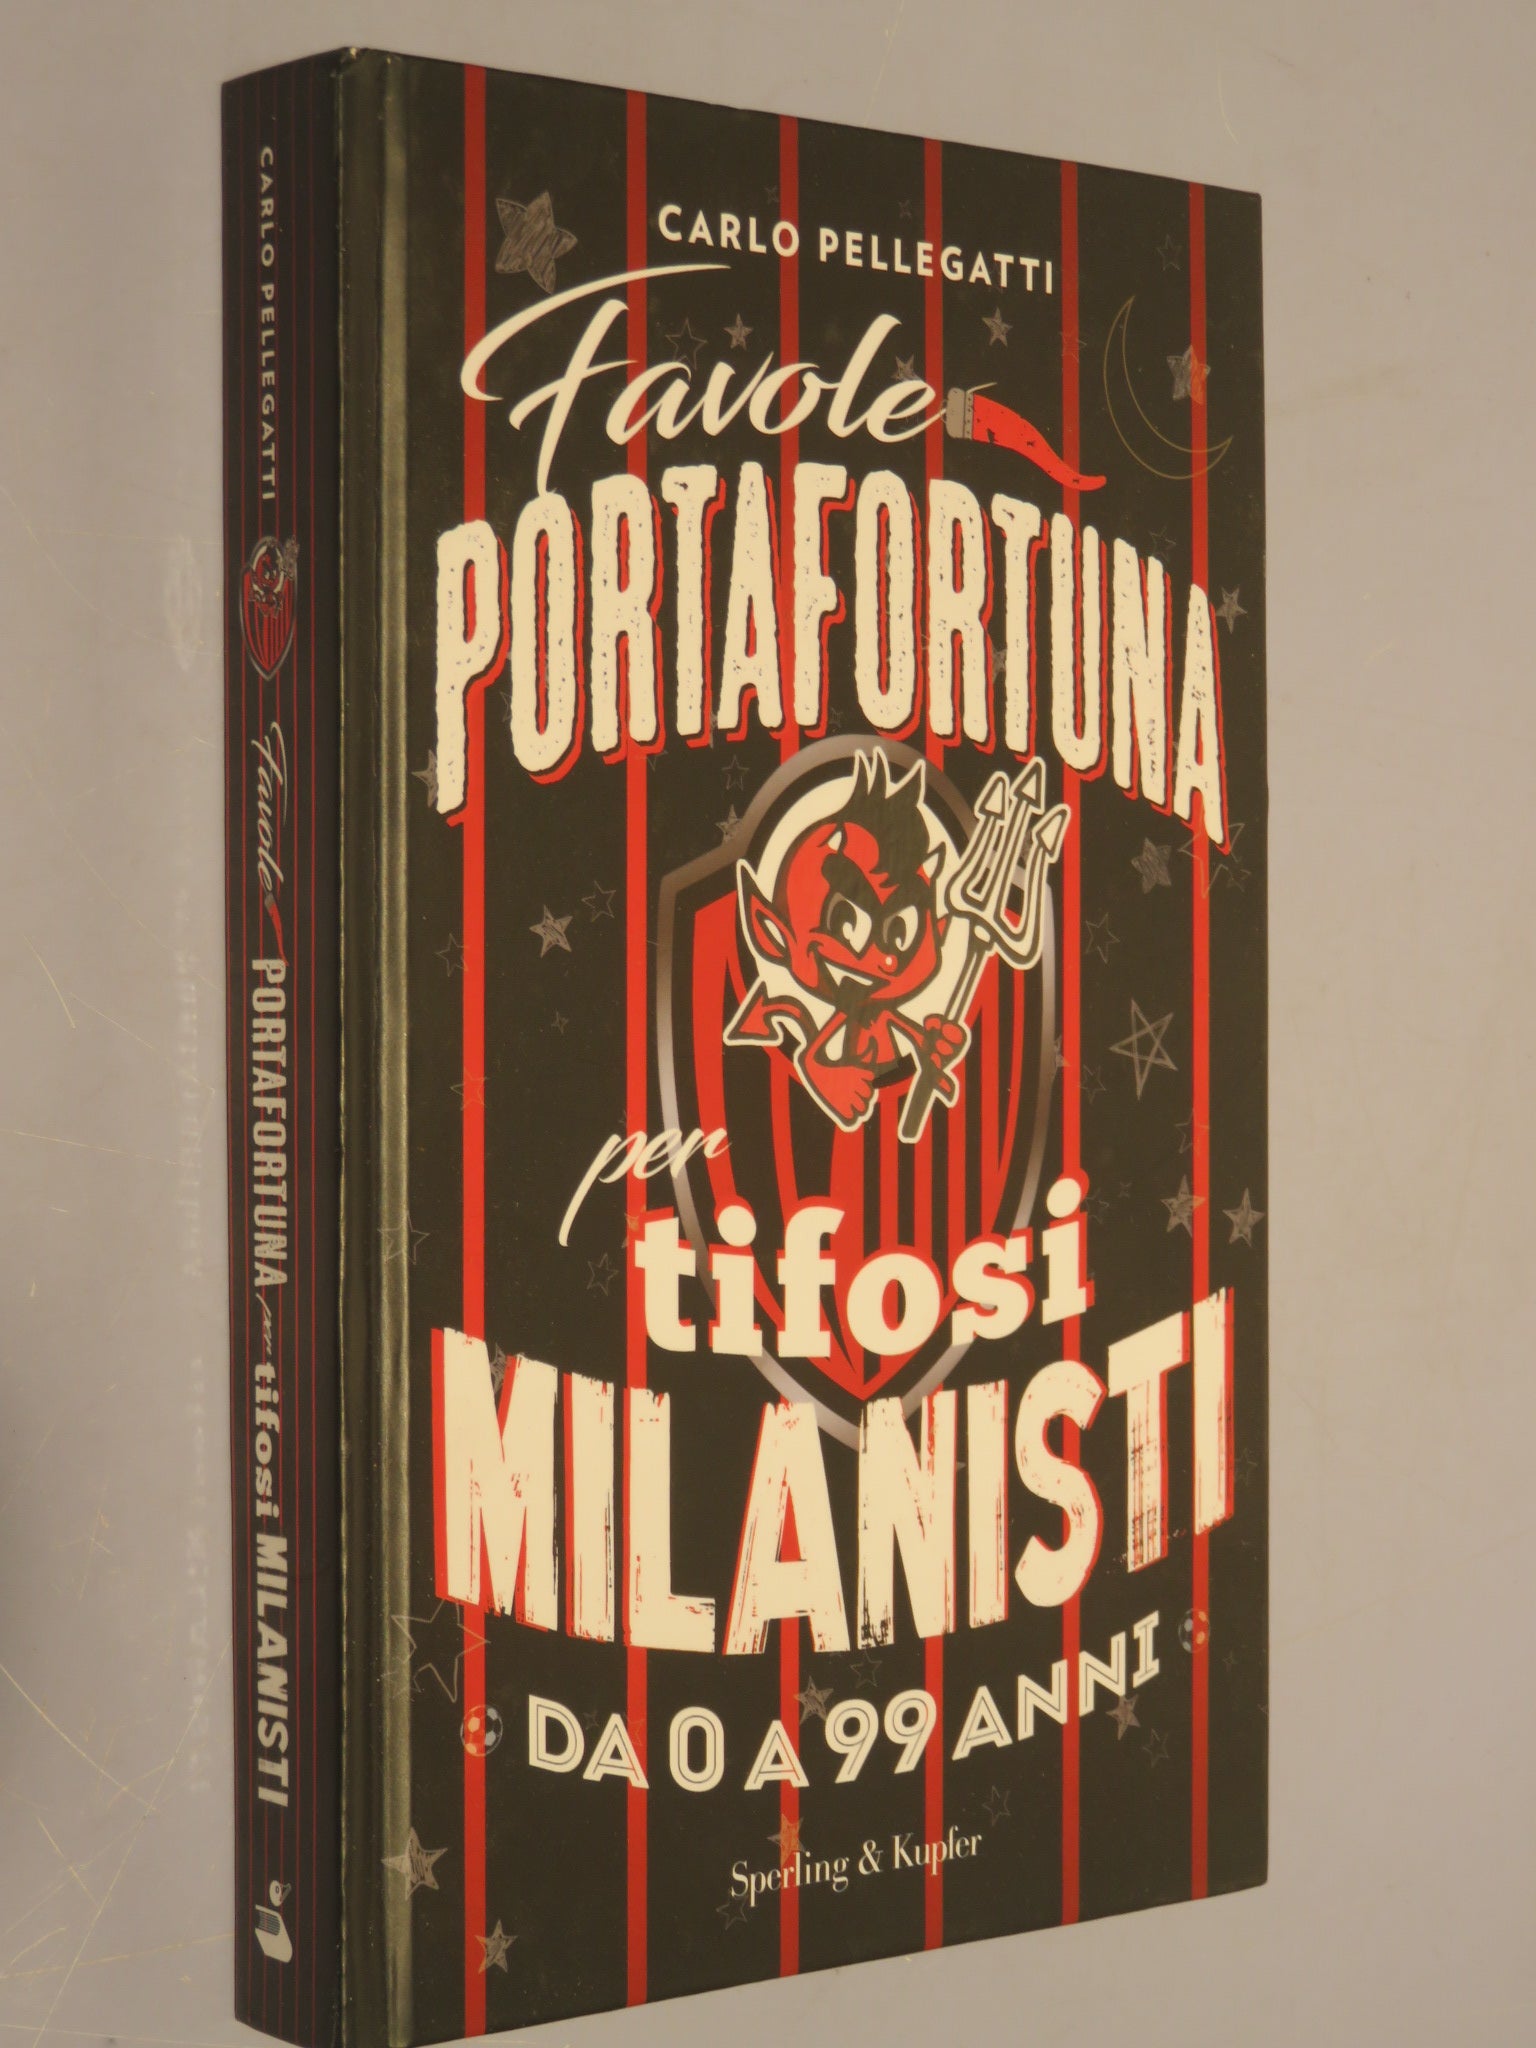 CARLO PELLEGATTI
Favole
PORTAFORTUNA
per
tifosi
MILANISTI
DA 0 A 99 ANNI
Sperling & Kupfer
CARLO PELLEGATTI Favole PORTAFORTUNA per tifosi MILANISTI